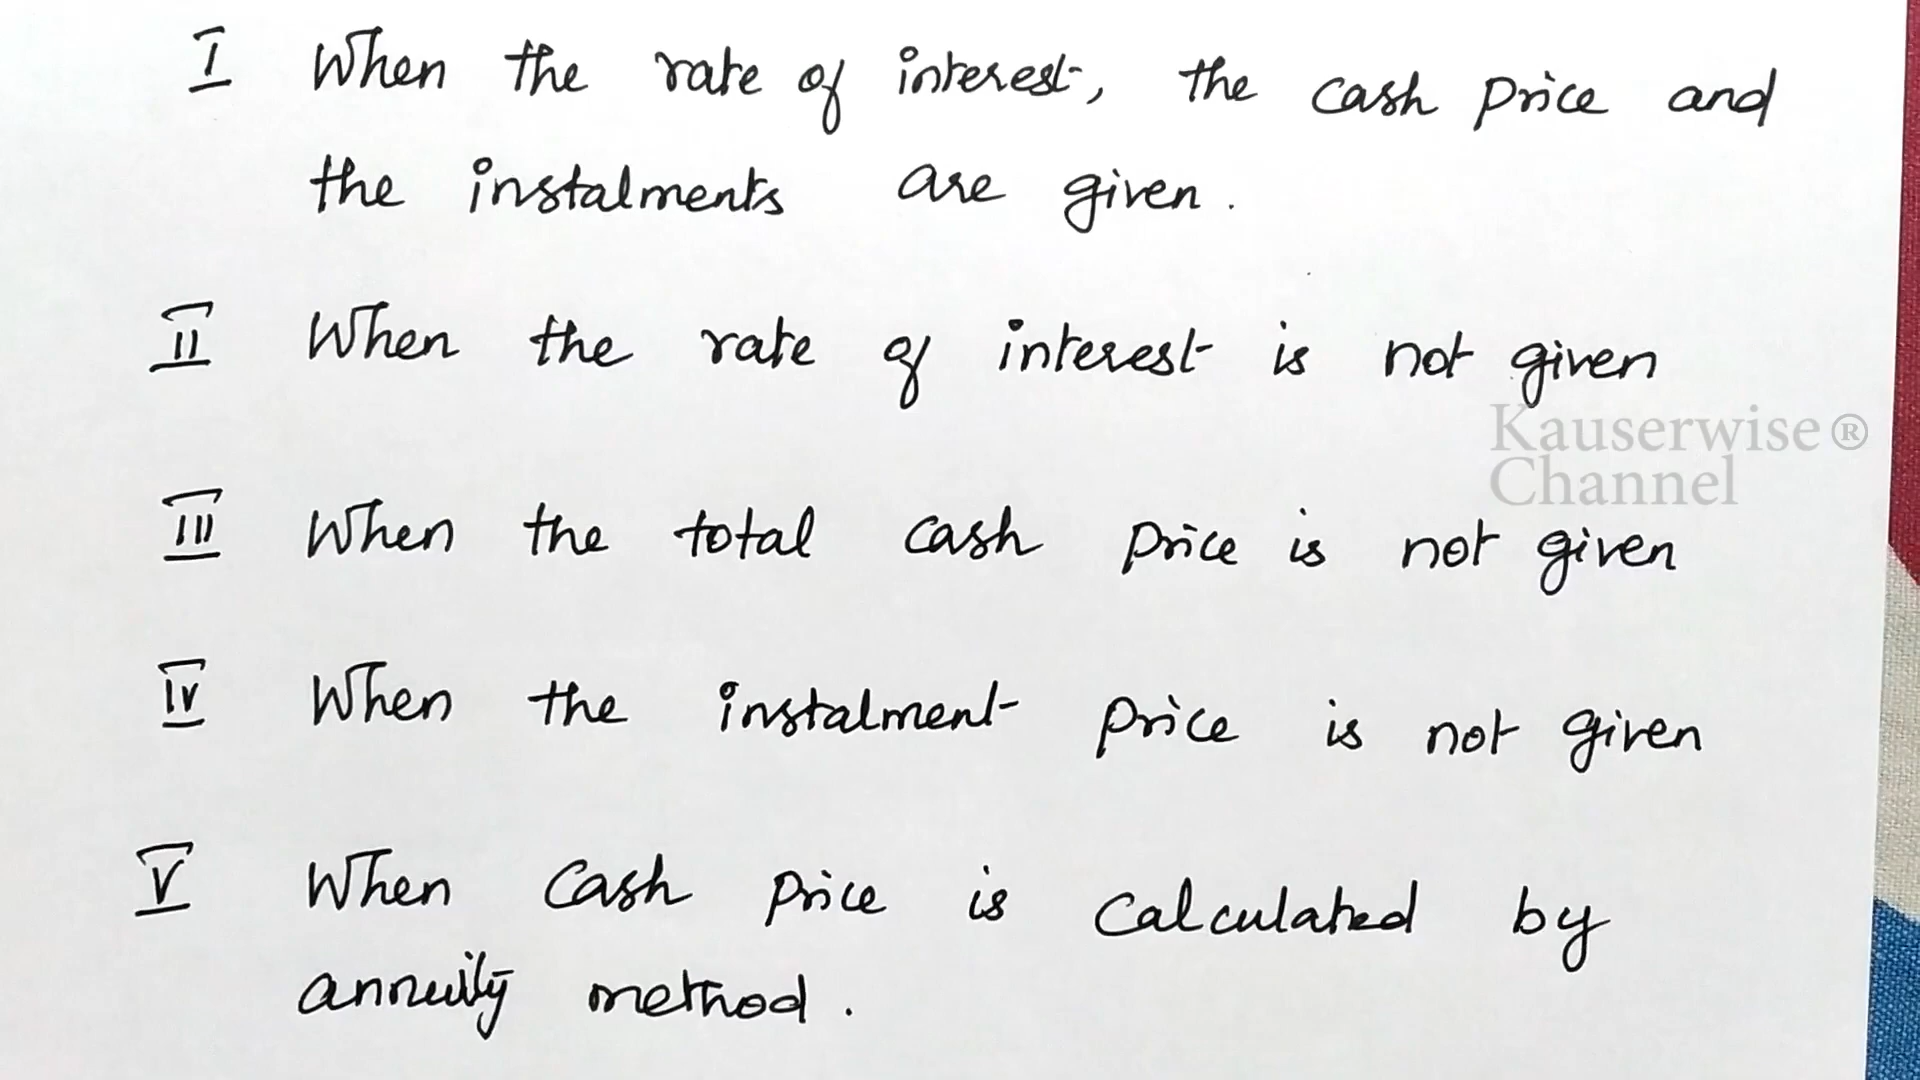 I When the rate of interest, the cash price and
the instalments are given.
II When the rate of interest is not given
Kauserwise®
Channel
III When the total cash price is not given
IV When the instalment price is not given
V When cash price is calculated by
annuity method.